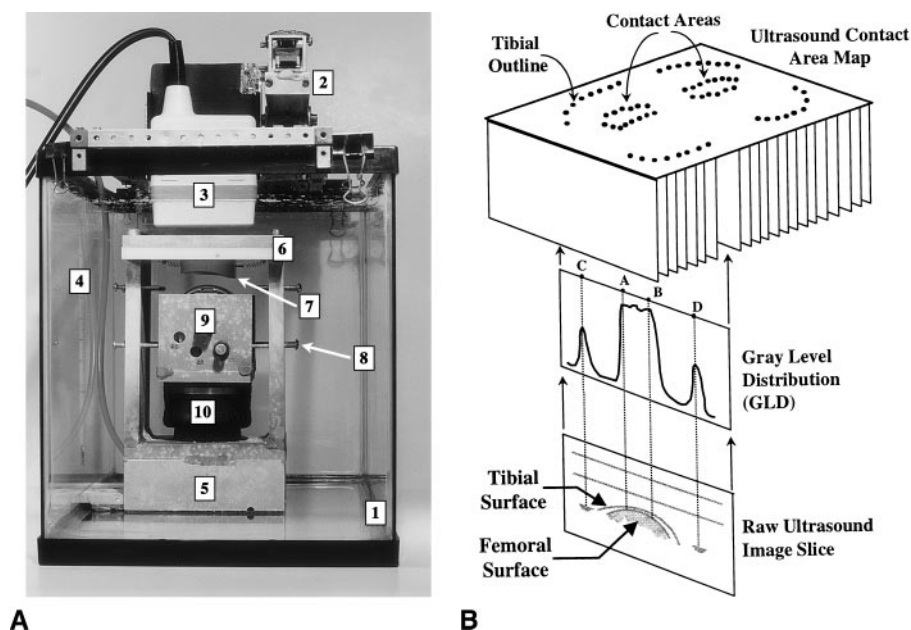 2
3
6
4
7
9
8
10
5
1
A
Contact Areas
Tibial
Outline
Ultrasound Contact
Area Map
C
A
B
D
Gray Level
Distribution
(GLD)
Tibial
Surface
Femoral
Surface
Raw Ultrasound
Image Slice
B